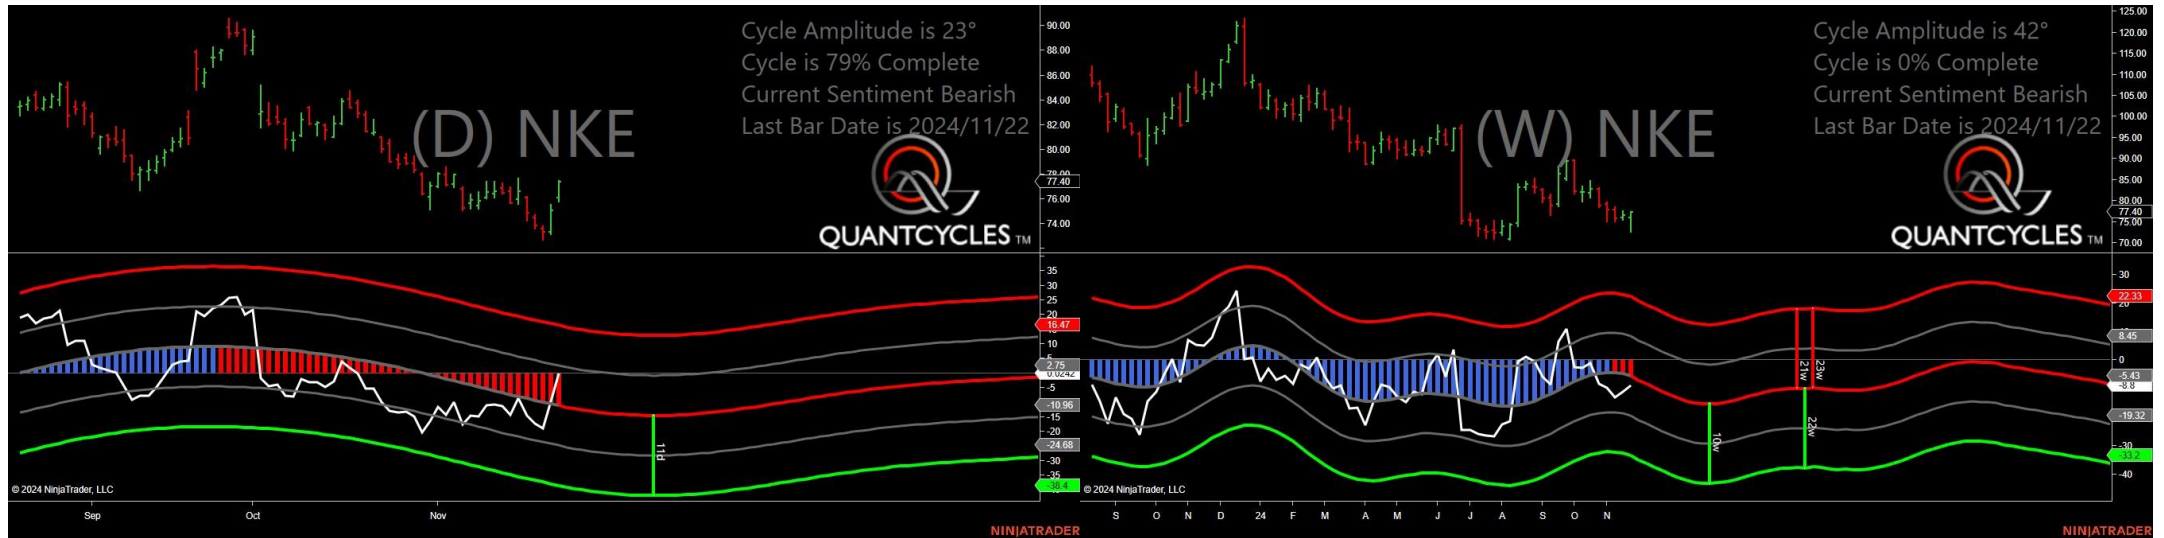 Cycle Amplitude is 23°
Cycle is 79% Complete
Current Sentiment Bearish
Last Bar Date is 2024/11/22
(D) NKE
QUANTCYCLES TM
90.00
88.00
86.00
84.00
82.00
80.00
78.00
77.40
76.00
74.00
35
30
25
20
16.47
10
5
2.75
0.0242
-5
-10.96
-15
-20
-24.68
-30
-35
-38.4
11d
© 2024 NinjaTrader, LLC
Sep Oct Nov
NINJATRADER
Cycle Amplitude is 42°
Cycle is 0% Complete
Current Sentiment Bearish
Last Bar Date is 2024/11/22
(W) NKE
QUANTCYCLES TM
125.00
120.00
115.00
110.00
105.00
100.00
95.00
90.00
85.00
80.00
77.40
75.00
70.00
30
22.33
20
8.45
0
-5.43
-8.8
-19.32
-30
-33.2
-40
21w
23w
10w
22w
© 2024 NinjaTrader, LLC
S O N D 24 F M A M J J A S O N
NINJATRADER